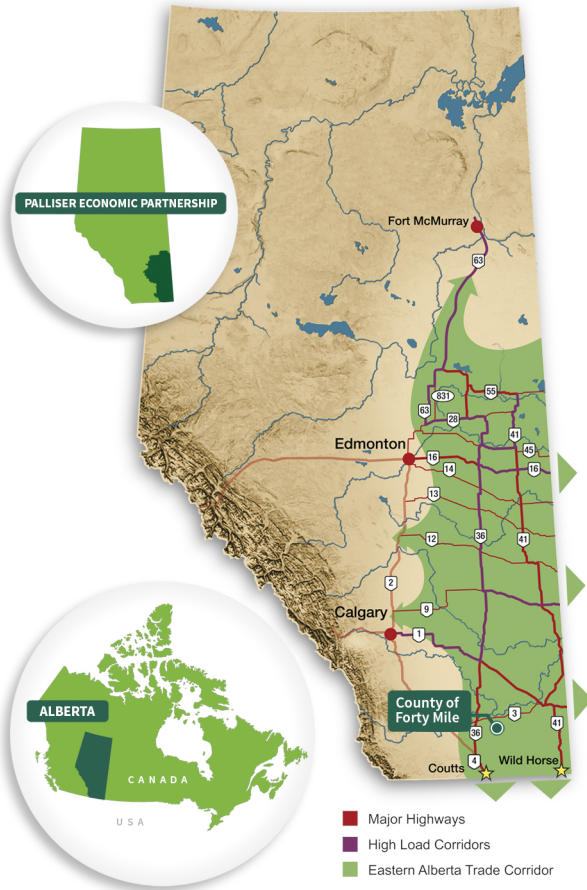 Fort McMurray
PALLISER ECONOMIC PARTNERSHIP
63
55
831
63
28
41
Edmonton
45
16
16
14
13
12
36
41
2
Calgary
9
1
ALBERTA
County of
Forty Mile
3
41
36
CANADA
4
Wild Horse
Coutts
USA
Major Highways
High Load Corridors
Eastern Alberta Trade Corridor